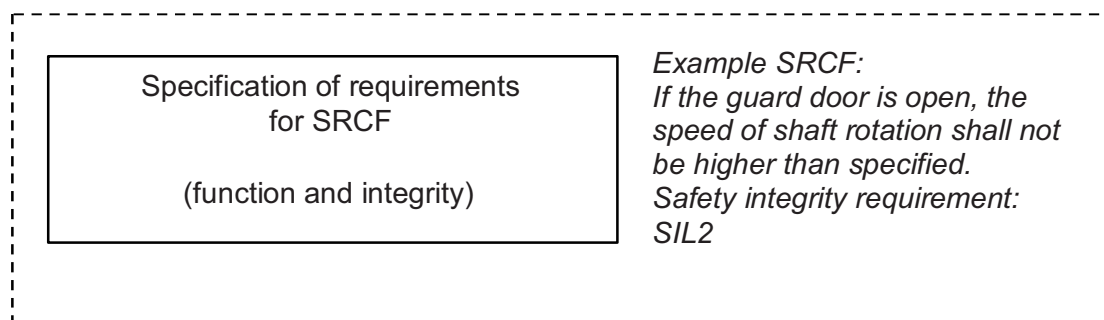 Specification of requirements
for SRCF
(function and integrity)
Example SRCF:
If the guard door is open, the
speed of shaft rotation shall not
be higher than specified.
Safety integrity requirement:
SIL2